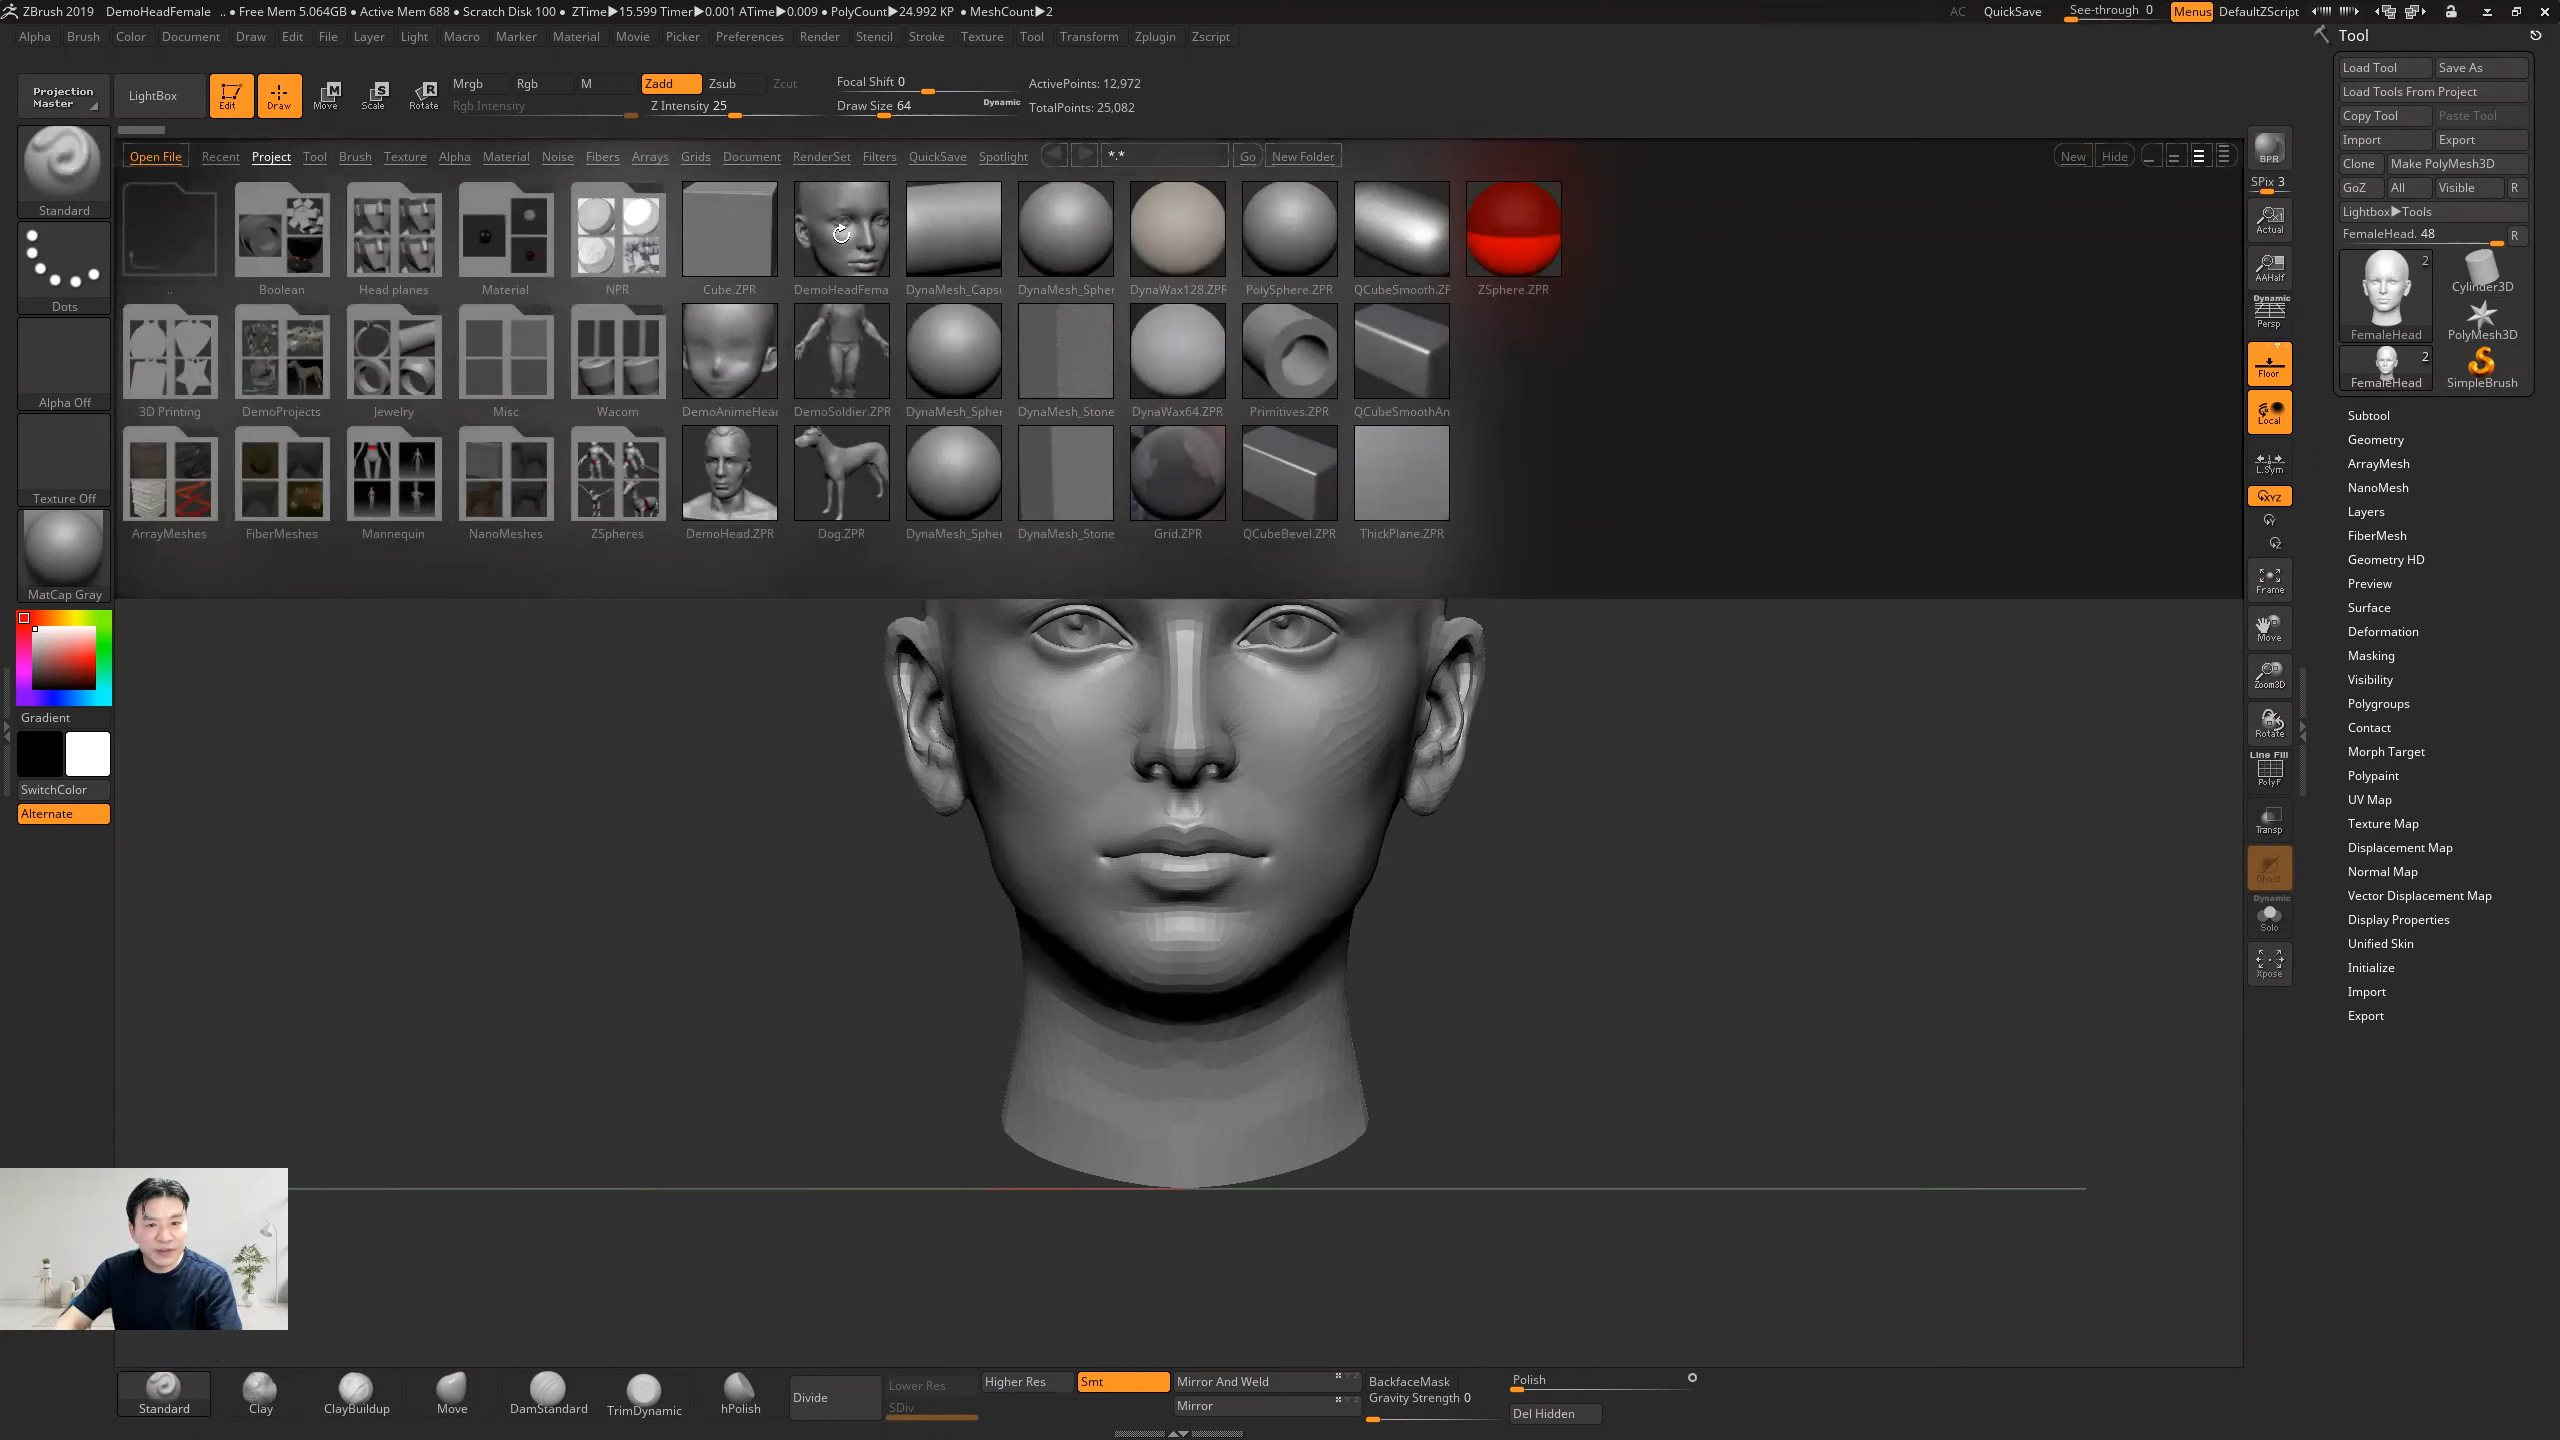 ZBrush 2019 DemoHeadFemale .. ● Free Mem 5.064GB ● Active Mem 688 ● Scratch Disk 100 ● ZTime▶15.599 Timer▶0.001 ATime▶0.009 ● PolyCount▶24.992 KP ● MeshCount▶2 AC QuickSave See-through 0 Menus DefaultZScript
Alpha Brush Color Document Draw Edit File Layer Light Macro Marker Material Movie Picker Preferences Render Stencil Stroke Texture Tool Transform Zplugin Zscript
Tool
Load Tool Save As
Load Tools From Project
Copy Tool Paste Tool
Import Export
Clone Make PolyMesh3D
GoZ All Visible R
Lightbox▶Tools
FemaleHead. 48 R
2
FemaleHead
Cylinder3D
PolyMesh3D
2
FemaleHead
SimpleBrush
Subtool
Geometry
ArrayMesh
NanoMesh
Layers
FiberMesh
Geometry HD
Preview
Surface
Deformation
Masking
Visibility
Polygroups
Contact
Morph Target
Polypaint
UV Map
Texture Map
Displacement Map
Normal Map
Vector Displacement Map
Display Properties
Unified Skin
Initialize
Import
Export
Projection
Master
LightBox
Edit Draw Move Scale Rotate
Mrgb Rgb M Zadd Zsub Zcut
Rgb Intensity Z Intensity 25
Focal Shift 0
Draw Size 64 Dynamic
ActivePoints: 12,972
TotalPoints: 25,082
Open File Recent Project Tool Brush Texture Alpha Material Noise Fibers Arrays Grids Document RenderSet Filters QuickSave Spotlight *.* Go New Folder New Hide
.. Boolean Head planes Material NPR Cube.ZPR DemoHeadFema DynaMesh_Capsu DynaMesh_Spher DynaWax128.ZPR PolySphere.ZPR QCubeSmooth.ZF ZSphere.ZPR
3D Printing DemoProjects Jewelry Misc Wacom DemoAnimeHead DemoSoldier.ZPR DynaMesh_Spher DynaMesh_Stone DynaWax64.ZPR Primitives.ZPR QCubeSmoothAn
ArrayMeshes FiberMeshes Mannequin NanoMeshes ZSpheres DemoHead.ZPR Dog.ZPR DynaMesh_Spher DynaMesh_Stone Grid.ZPR QCubeBevel.ZPR ThickPlane.ZPR
Standard
Dots
Alpha Off
Texture Off
MatCap Gray
Gradient
SwitchColor
Alternate
BPR
SPix 3
Actual
AAHalf
Dynamic
Persp
Floor
Local
L.Sym
XYZ
Y
Z
Frame
Move
Zoom3D
Rotate
Line Fill
PolyF
Transp
Ghost
Dynamic
Solo
Xpose
Standard Clay ClayBuildup Move DamStandard TrimDynamic hPolish
Divide
Lower Res Higher Res
SDiv
Smt
Mirror And Weld
Mirror
BackfaceMask
Gravity Strength 0
Polish
Del Hidden